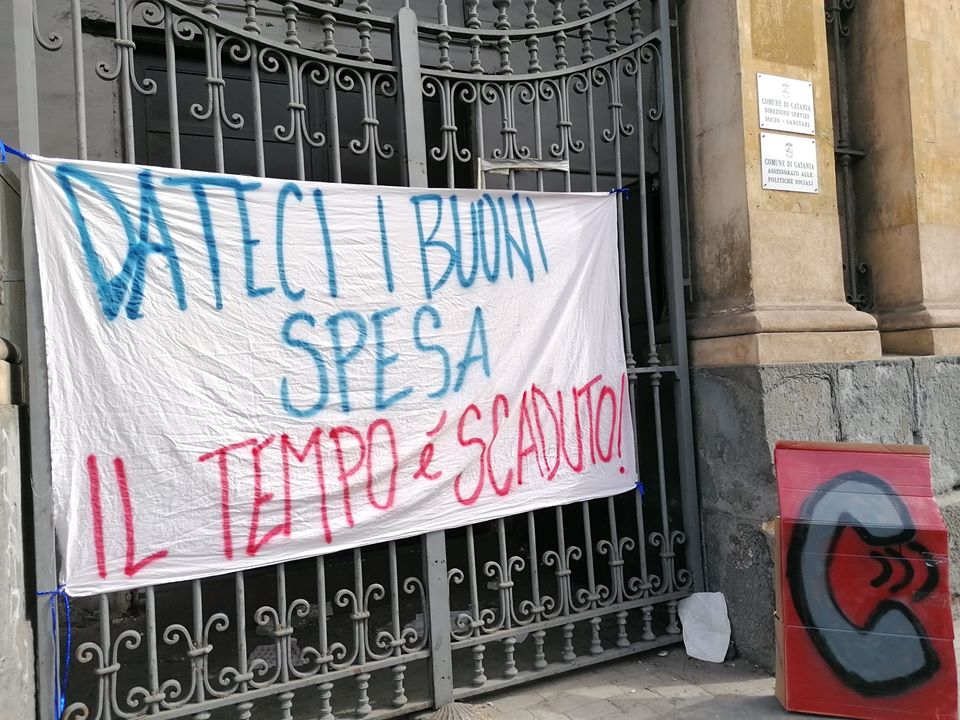 DATECI I BUONI
SPESA
IL TEMPO é SCADUTO!
COMUNE DI CATANIA
DIREZIONE SERVIZI
SOCIO - SANITARI
COMUNE DI CATANIA
ASSESSORATO ALLE
POLITICHE SOCIALI